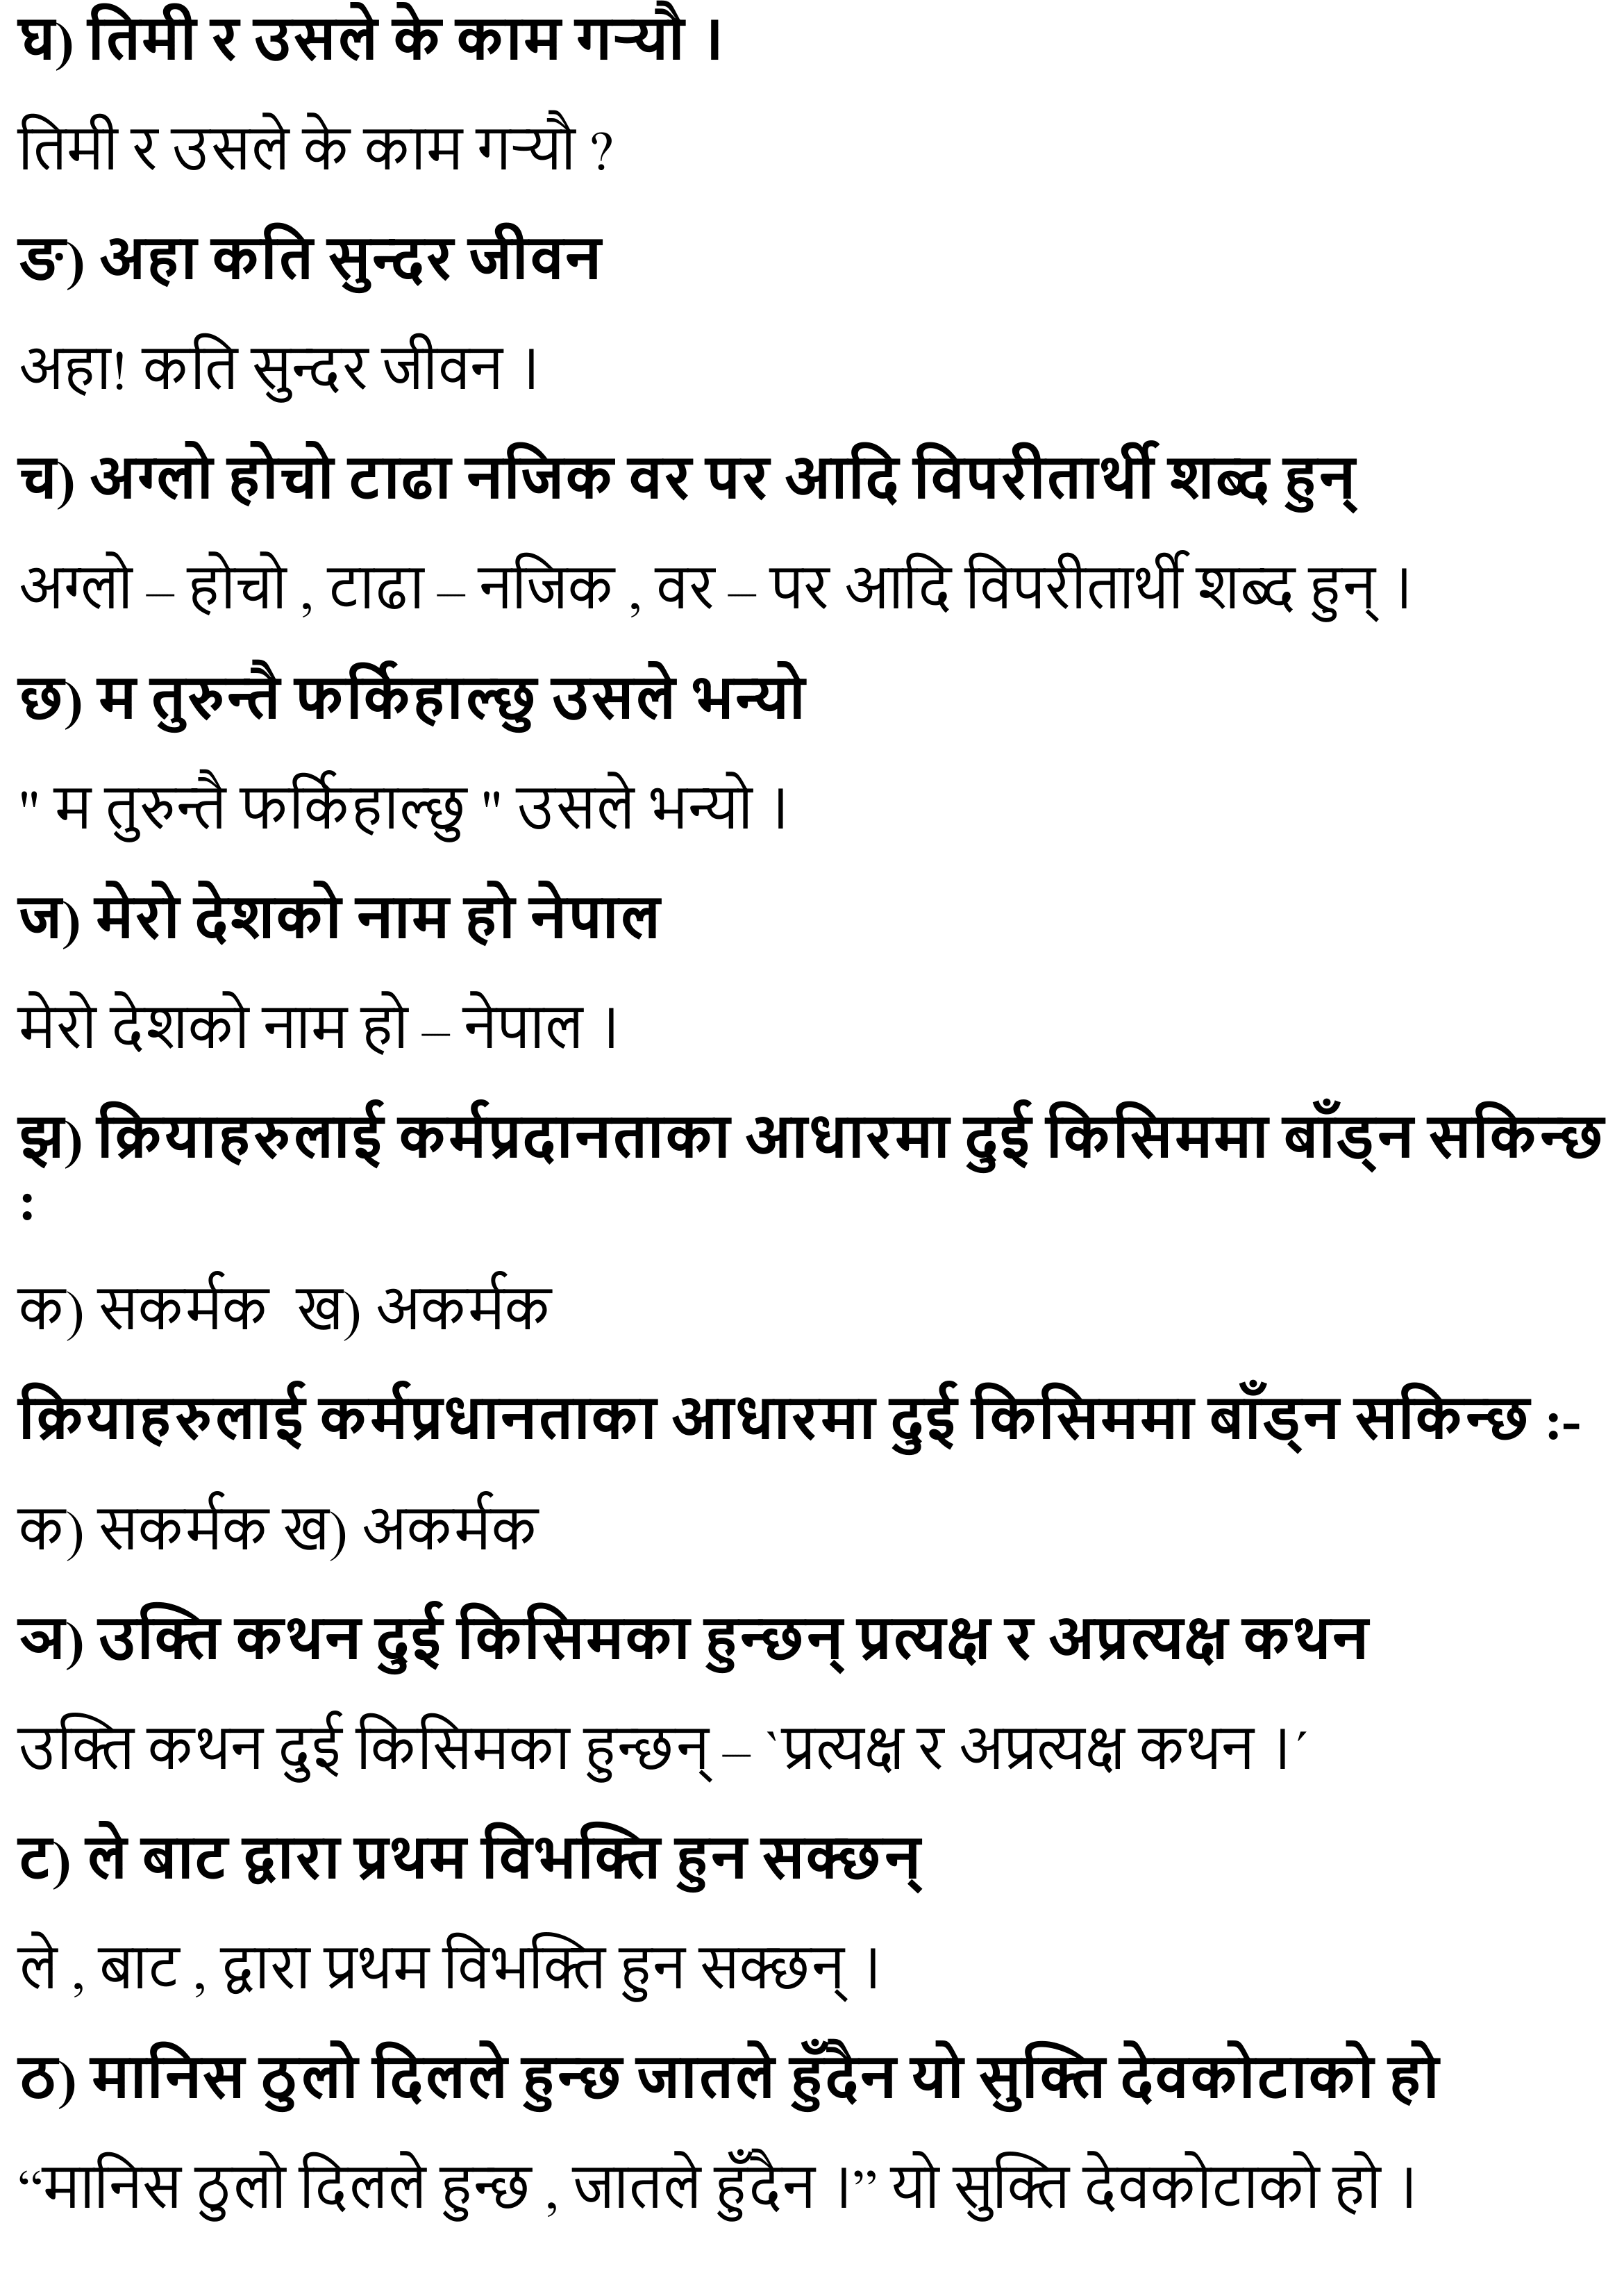 घ) तिमी र उसले के काम गर्‍यौ ।
तिमी र उसले के काम गर्‍यौ ?
ङ) अहा कति सुन्दर जीवन
अहा! कति सुन्दर जीवन ।
च) अग्लो होचो टाढा नजिक वर पर आदि विपरीतार्थी शब्द हुन्
अग्लो – होचो , टाढा – नजिक , वर – पर आदि विपरीतार्थी शब्द हुन् ।
छ) म तुरुन्तै फर्किहाल्छु उसले भन्यो
" म तुरुन्तै फर्किहाल्छु " उसले भन्यो ।
ज) मेरो देशको नाम हो नेपाल
मेरो देशको नाम हो – नेपाल ।
झ) क्रियाहरुलाई कर्मप्रदानताका आधारमा दुई किसिममा बाँड्न सकिन्छ
:
क) सकर्मक  ख) अकर्मक
क्रियाहरुलाई कर्मप्रधानताका आधारमा दुई किसिममा बाँड्न सकिन्छ :-
क) सकर्मक ख) अकर्मक
ञ) उक्ति कथन दुई किसिमका हुन्छन् प्रत्यक्ष र अप्रत्यक्ष कथन
उक्ति कथन दुई किसिमका हुन्छन् – `प्रत्यक्ष र अप्रत्यक्ष कथन ।´
ट) ले बाट द्वारा प्रथम विभक्ति हुन सक्छन्
ले , बाट , द्वारा प्रथम विभक्ति हुन सक्छन् ।
ठ) मानिस ठुलो दिलले हुन्छ जातले हुँदैन यो सुक्ति देवकोटाको हो
“मानिस ठुलो दिलले हुन्छ , जातले हुँदैन ।” यो सुक्ति देवकोटाको हो ।